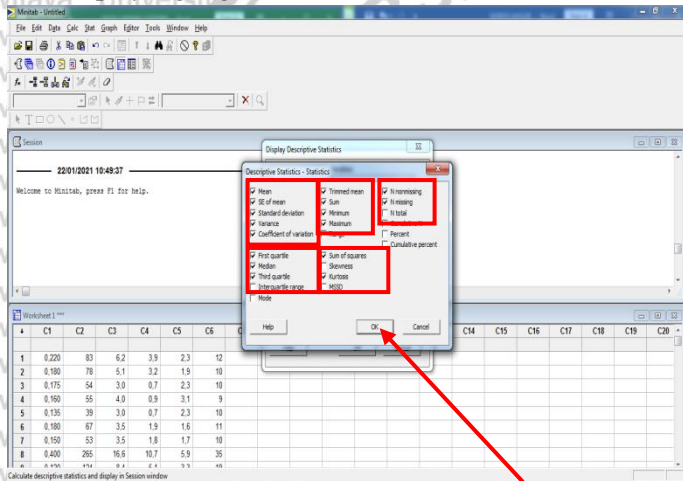 Minitab - Untitled
File Edit Data Calc Stat Graph Editor Tools Window Help
Session
22/01/2021 10:49:37
Welcome to Minitab, press F1 for help.
Display Descriptive Statistics
Descriptive Statistics - Statistics
Mean Trimmed mean N nonmissing
SE of mean Sum N missing
Standard deviation Minimum N total
Variance Maximum
Coefficient of variation Percent
Cumulative percent
First quartile Sum of squares
Median Skewness
Third quartile Kurtosis
Interquartile range MSSD
Mode
Help OK Cancel
Worksheet 1 ***
C1 C2 C3 C4 C5 C6 C14 C15 C16 C17 C18 C19 C20
1 0,220 83 6,2 3,9 2,3 12
2 0,180 78 5,1 3,2 1,9 10
3 0,175 54 3,0 0,7 2,3 10
4 0,160 55 4,0 0,9 3,1 9
5 0,135 39 3,0 0,7 2,3 10
6 0,180 67 3,5 1,9 1,6 11
7 0,150 53 3,5 1,8 1,7 10
8 0,400 265 16,6 10,7 5,9 35
Calculate descriptive statistics and display in Session window